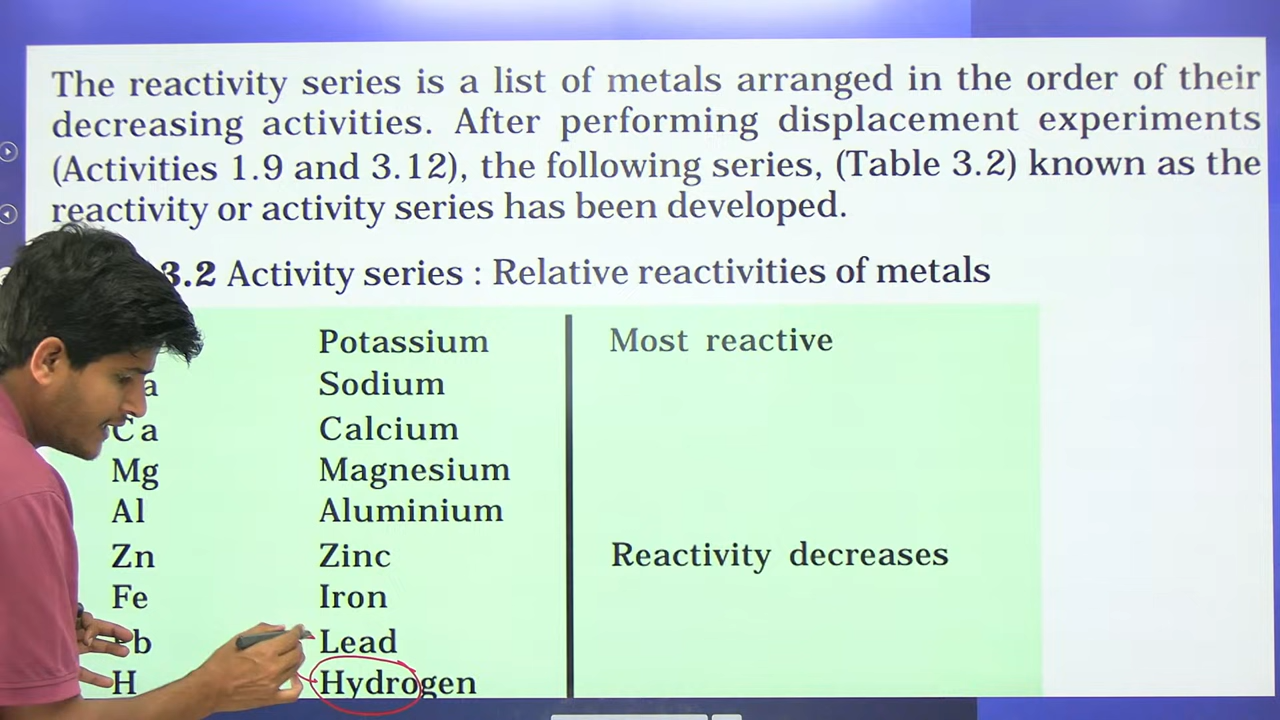 The reactivity series is a list of metals arranged in the order of their
decreasing activities. After performing displacement experiments
(Activities 1.9 and 3.12), the following series, (Table 3.2) known as the
reactivity or activity series has been developed.
3.2 Activity series : Relative reactivities of metals
Potassium Most reactive
a Sodium
Ca Calcium
Mg Magnesium
Al Aluminium
Zn Zinc Reactivity decreases
Fe Iron
b Lead
H Hydrogen